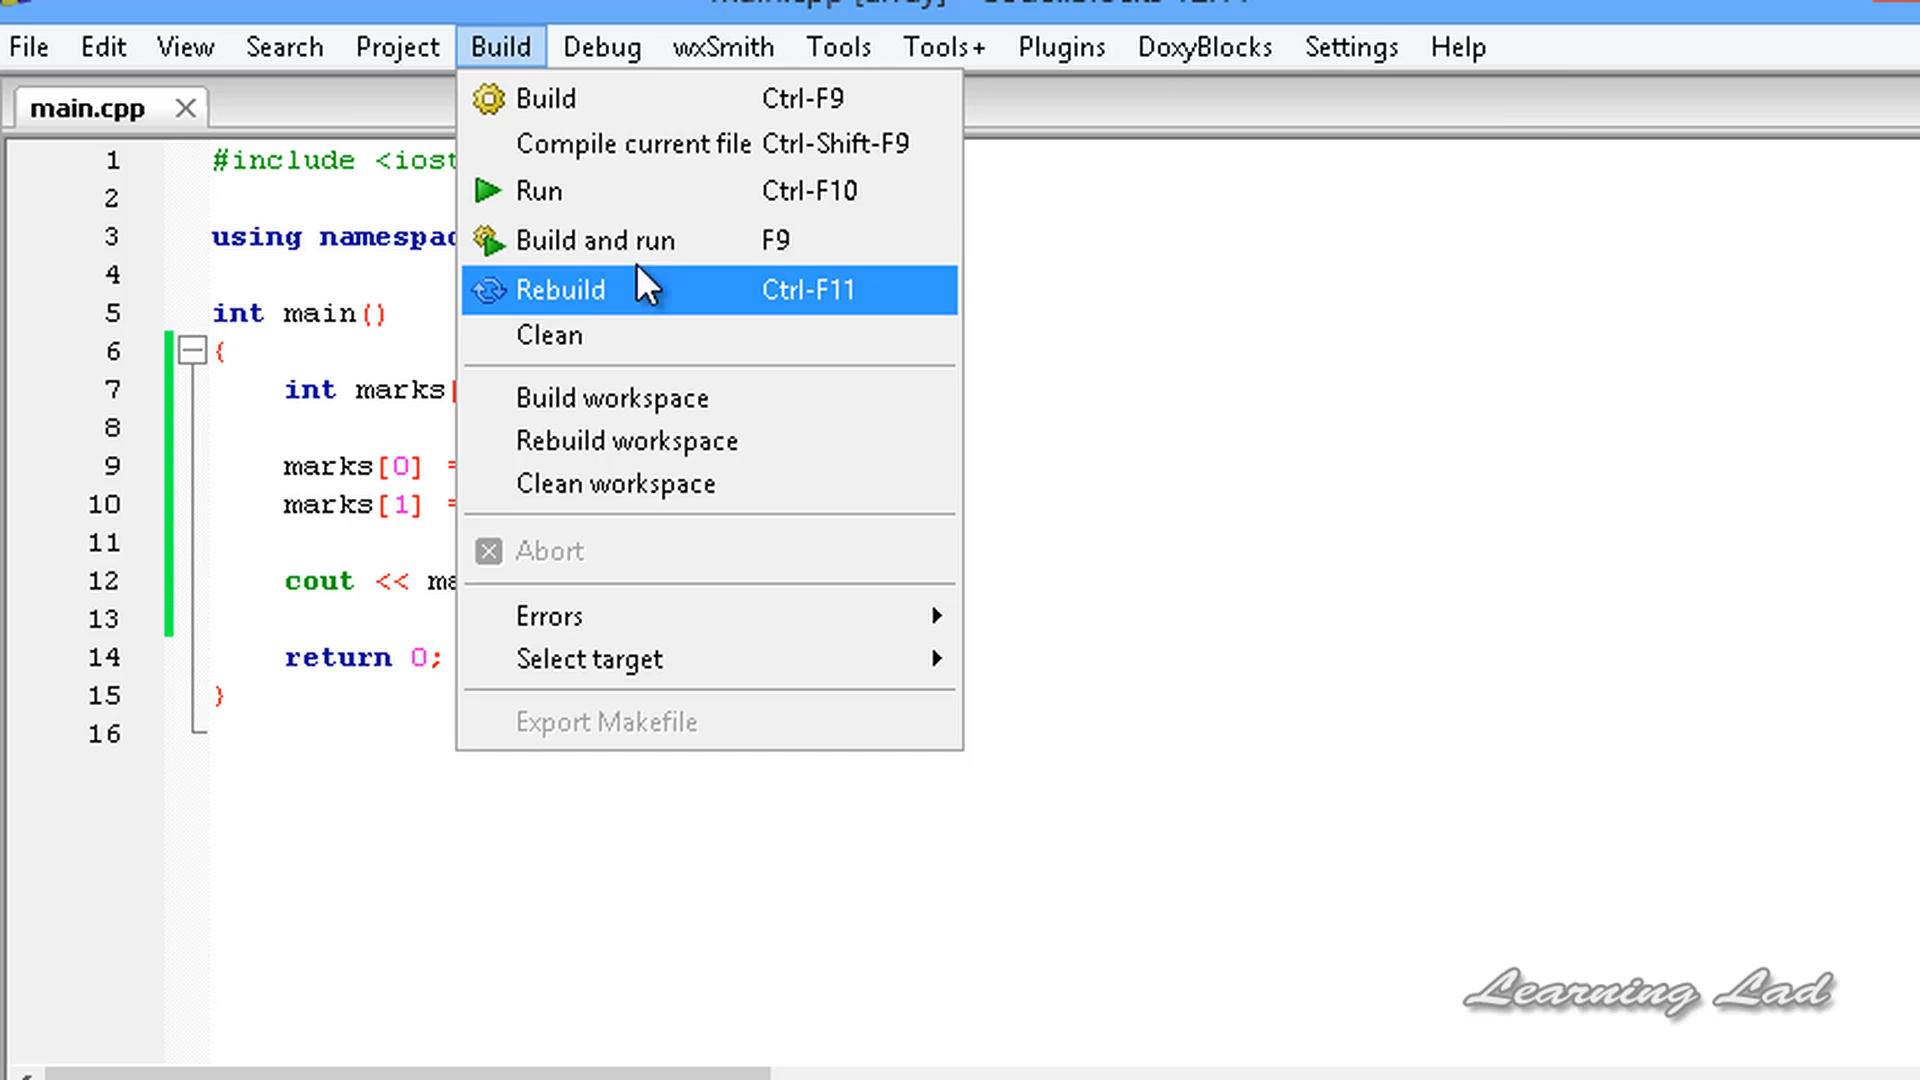 main.cpp [array] -
File Edit View Search Project Build Debug wxSmith Tools Tools+ Plugins DoxyBlocks Settings Help
main.cpp
Build Ctrl-F9
Compile current file Ctrl-Shift-F9
Run Ctrl-F10
Build and run F9
Rebuild Ctrl-F11
Clean
Build workspace
Rebuild workspace
Clean workspace
Abort
Errors
Select target
Export Makefile
1 #include <iost
2
3 using namespac
4
5 int main()
6 {
7 int marks[
8
9 marks[0] =
10 marks[1] =
11
12 cout << ma
13
14 return 0;
15 }
16
Learning Lad